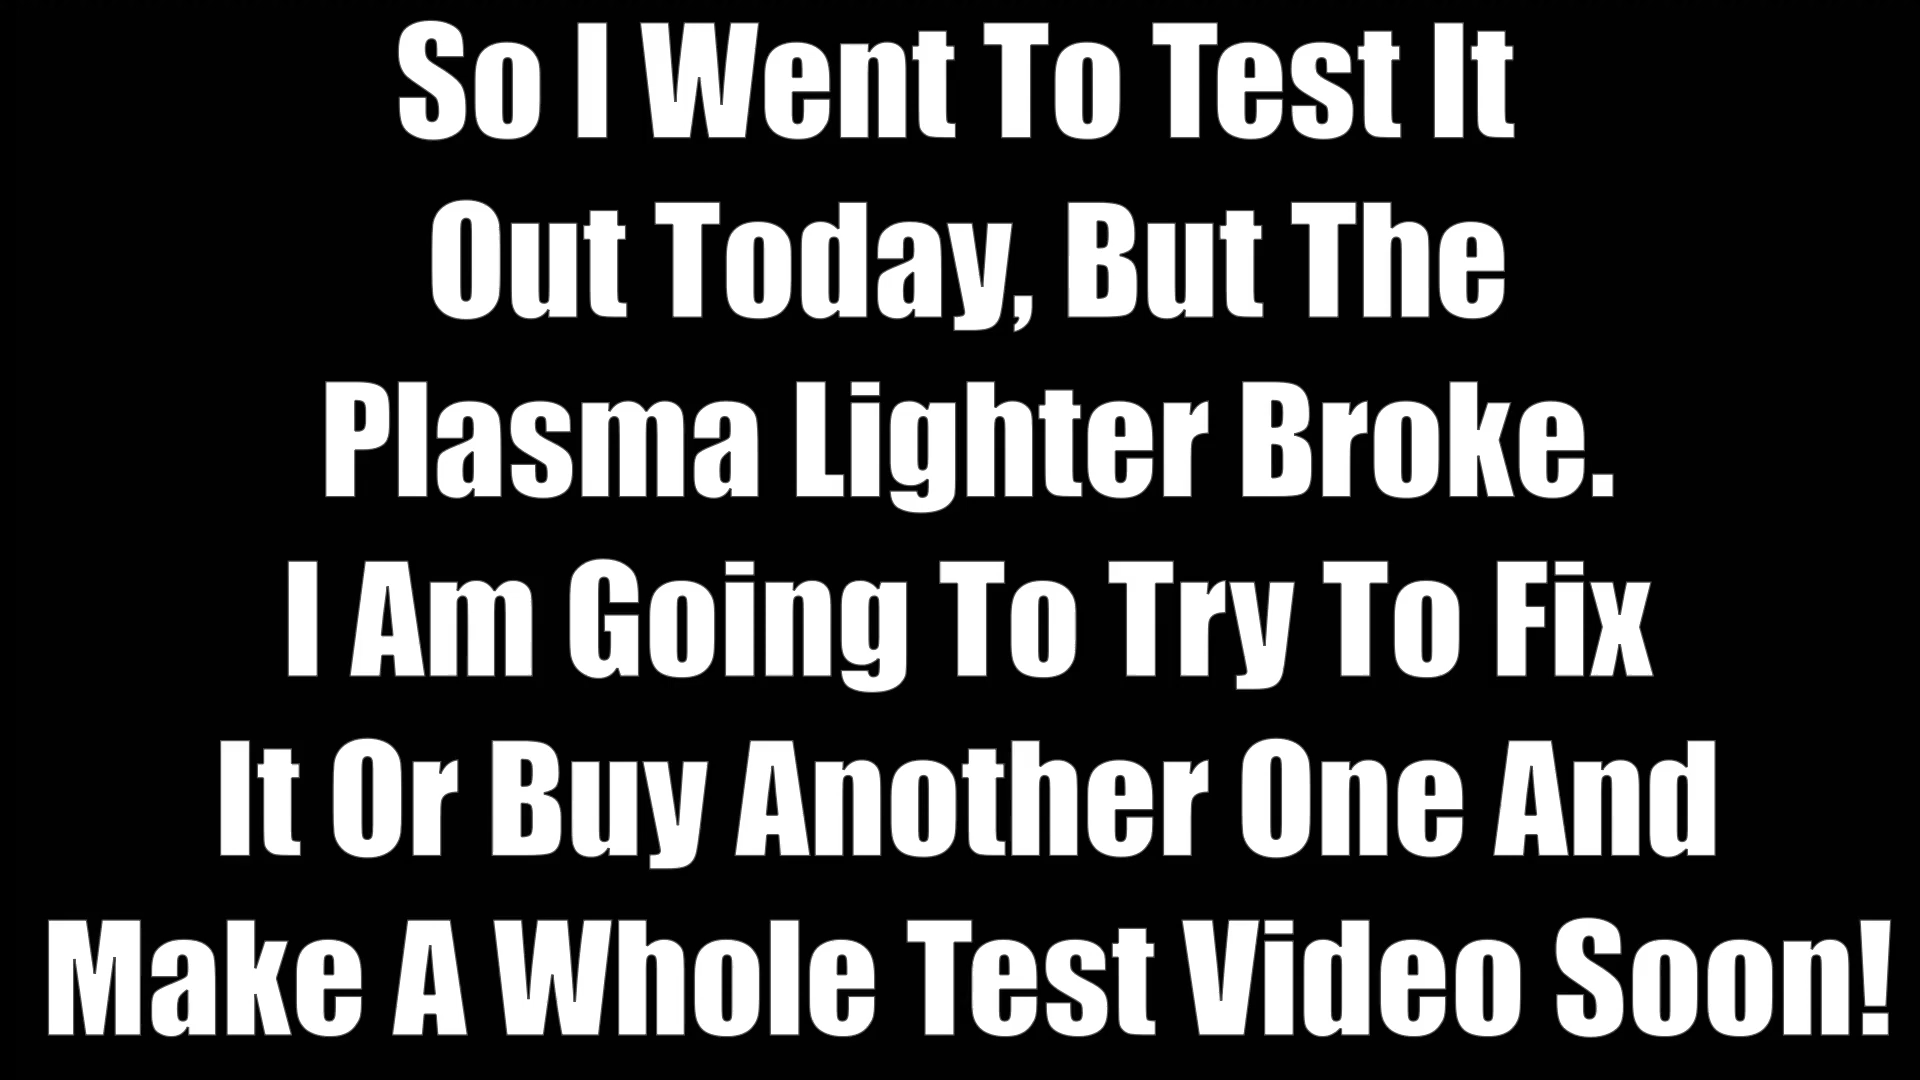 So I Went To Test It
Out Today, But The
Plasma Lighter Broke.
I Am Going To Try To Fix
It Or Buy Another One And
Make A Whole Test Video Soon!